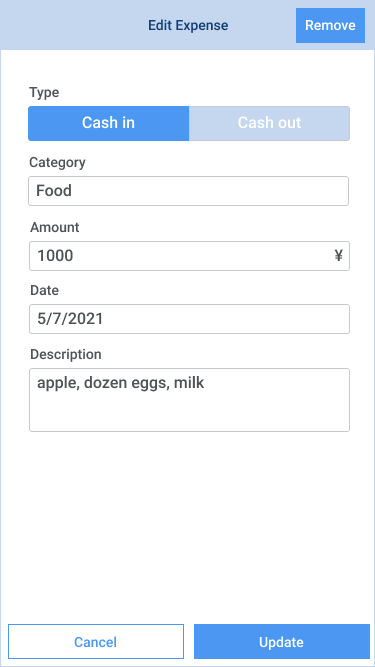 Edit Expense
Remove
Type
Cash in
Cash out
Category
Food
Amount
1000 ¥
Date
5/7/2021
Description
apple, dozen eggs, milk
Cancel
Update